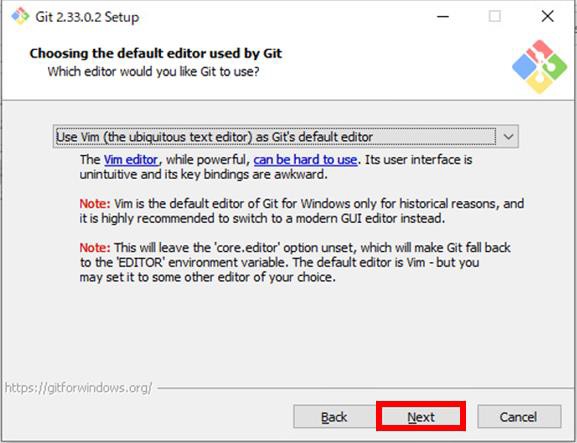 Git 2.33.0.2 Setup
Choosing the default editor used by Git
Which editor would you like Git to use?
Use Vim (the ubiquitous text editor) as Git's default editor
The Vim editor, while powerful, can be hard to use. Its user interface is
unintuitive and its key bindings are awkward.
Note: Vim is the default editor of Git for Windows only for historical reasons, and
it is highly recommended to switch to a modern GUI editor instead.
Note: This will leave the 'core.editor' option unset, which will make Git fall back
to the 'EDITOR' environment variable. The default editor is Vim - but you
may set it to some other editor of your choice.
https://gitforwindows.org/
Back Next Cancel